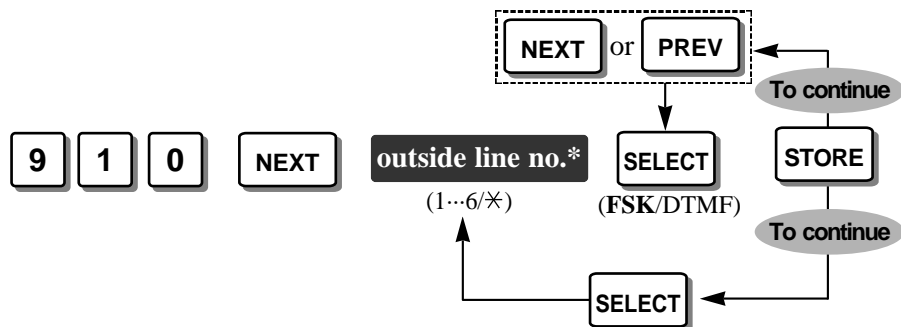 NEXT or PREV
To continue
9 1 0 NEXT outside line no.* SELECT STORE
(1···6/✳) (FSK/DTMF)
To continue
SELECT